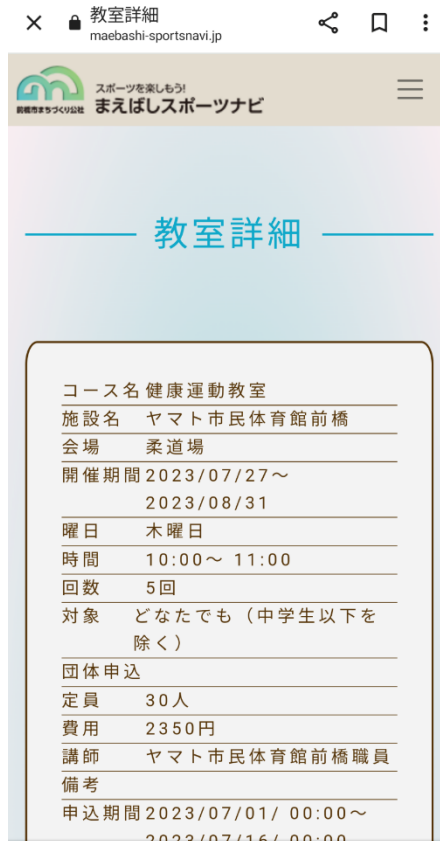 教室詳細
maebashi-sportsnavi.jp
前橋市まちづくり公社
スポーツを楽しもう!
まえばしスポーツナビ
教室詳細
コース名 健康運動教室
施設名 ヤマト市民体育館前橋
会場 柔道場
開催期間 2023/07/27～
2023/08/31
曜日 木曜日
時間 10:00～ 11:00
回数 5回
対象 どなたでも（中学生以下を
除く）
団体申込
定員 30人
費用 2350円
講師 ヤマト市民体育館前橋職員
備考
申込期間 2023/07/01/ 00:00～
2023/07/16/ 00:00